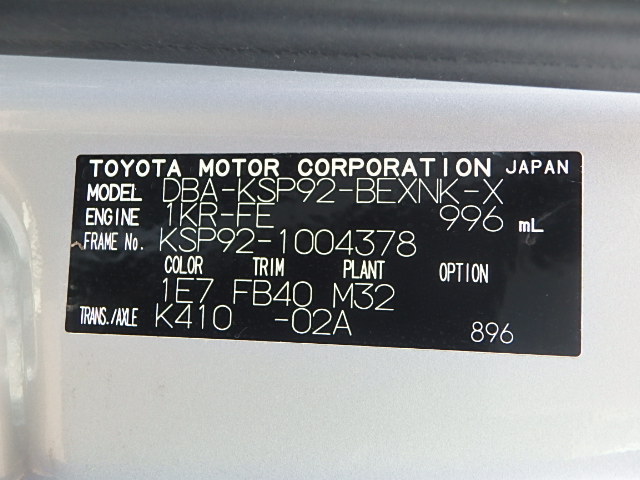 TOYOTA MOTOR CORPORATION JAPAN
MODEL DBA-KSP92-BEXNK-X
ENGINE 1KR-FE 996 mL
FRAME No. KSP92-1004378
COLOR TRIM PLANT OPTION
1E7 FB40 M32
TRANS./AXLE K410 -02A
896